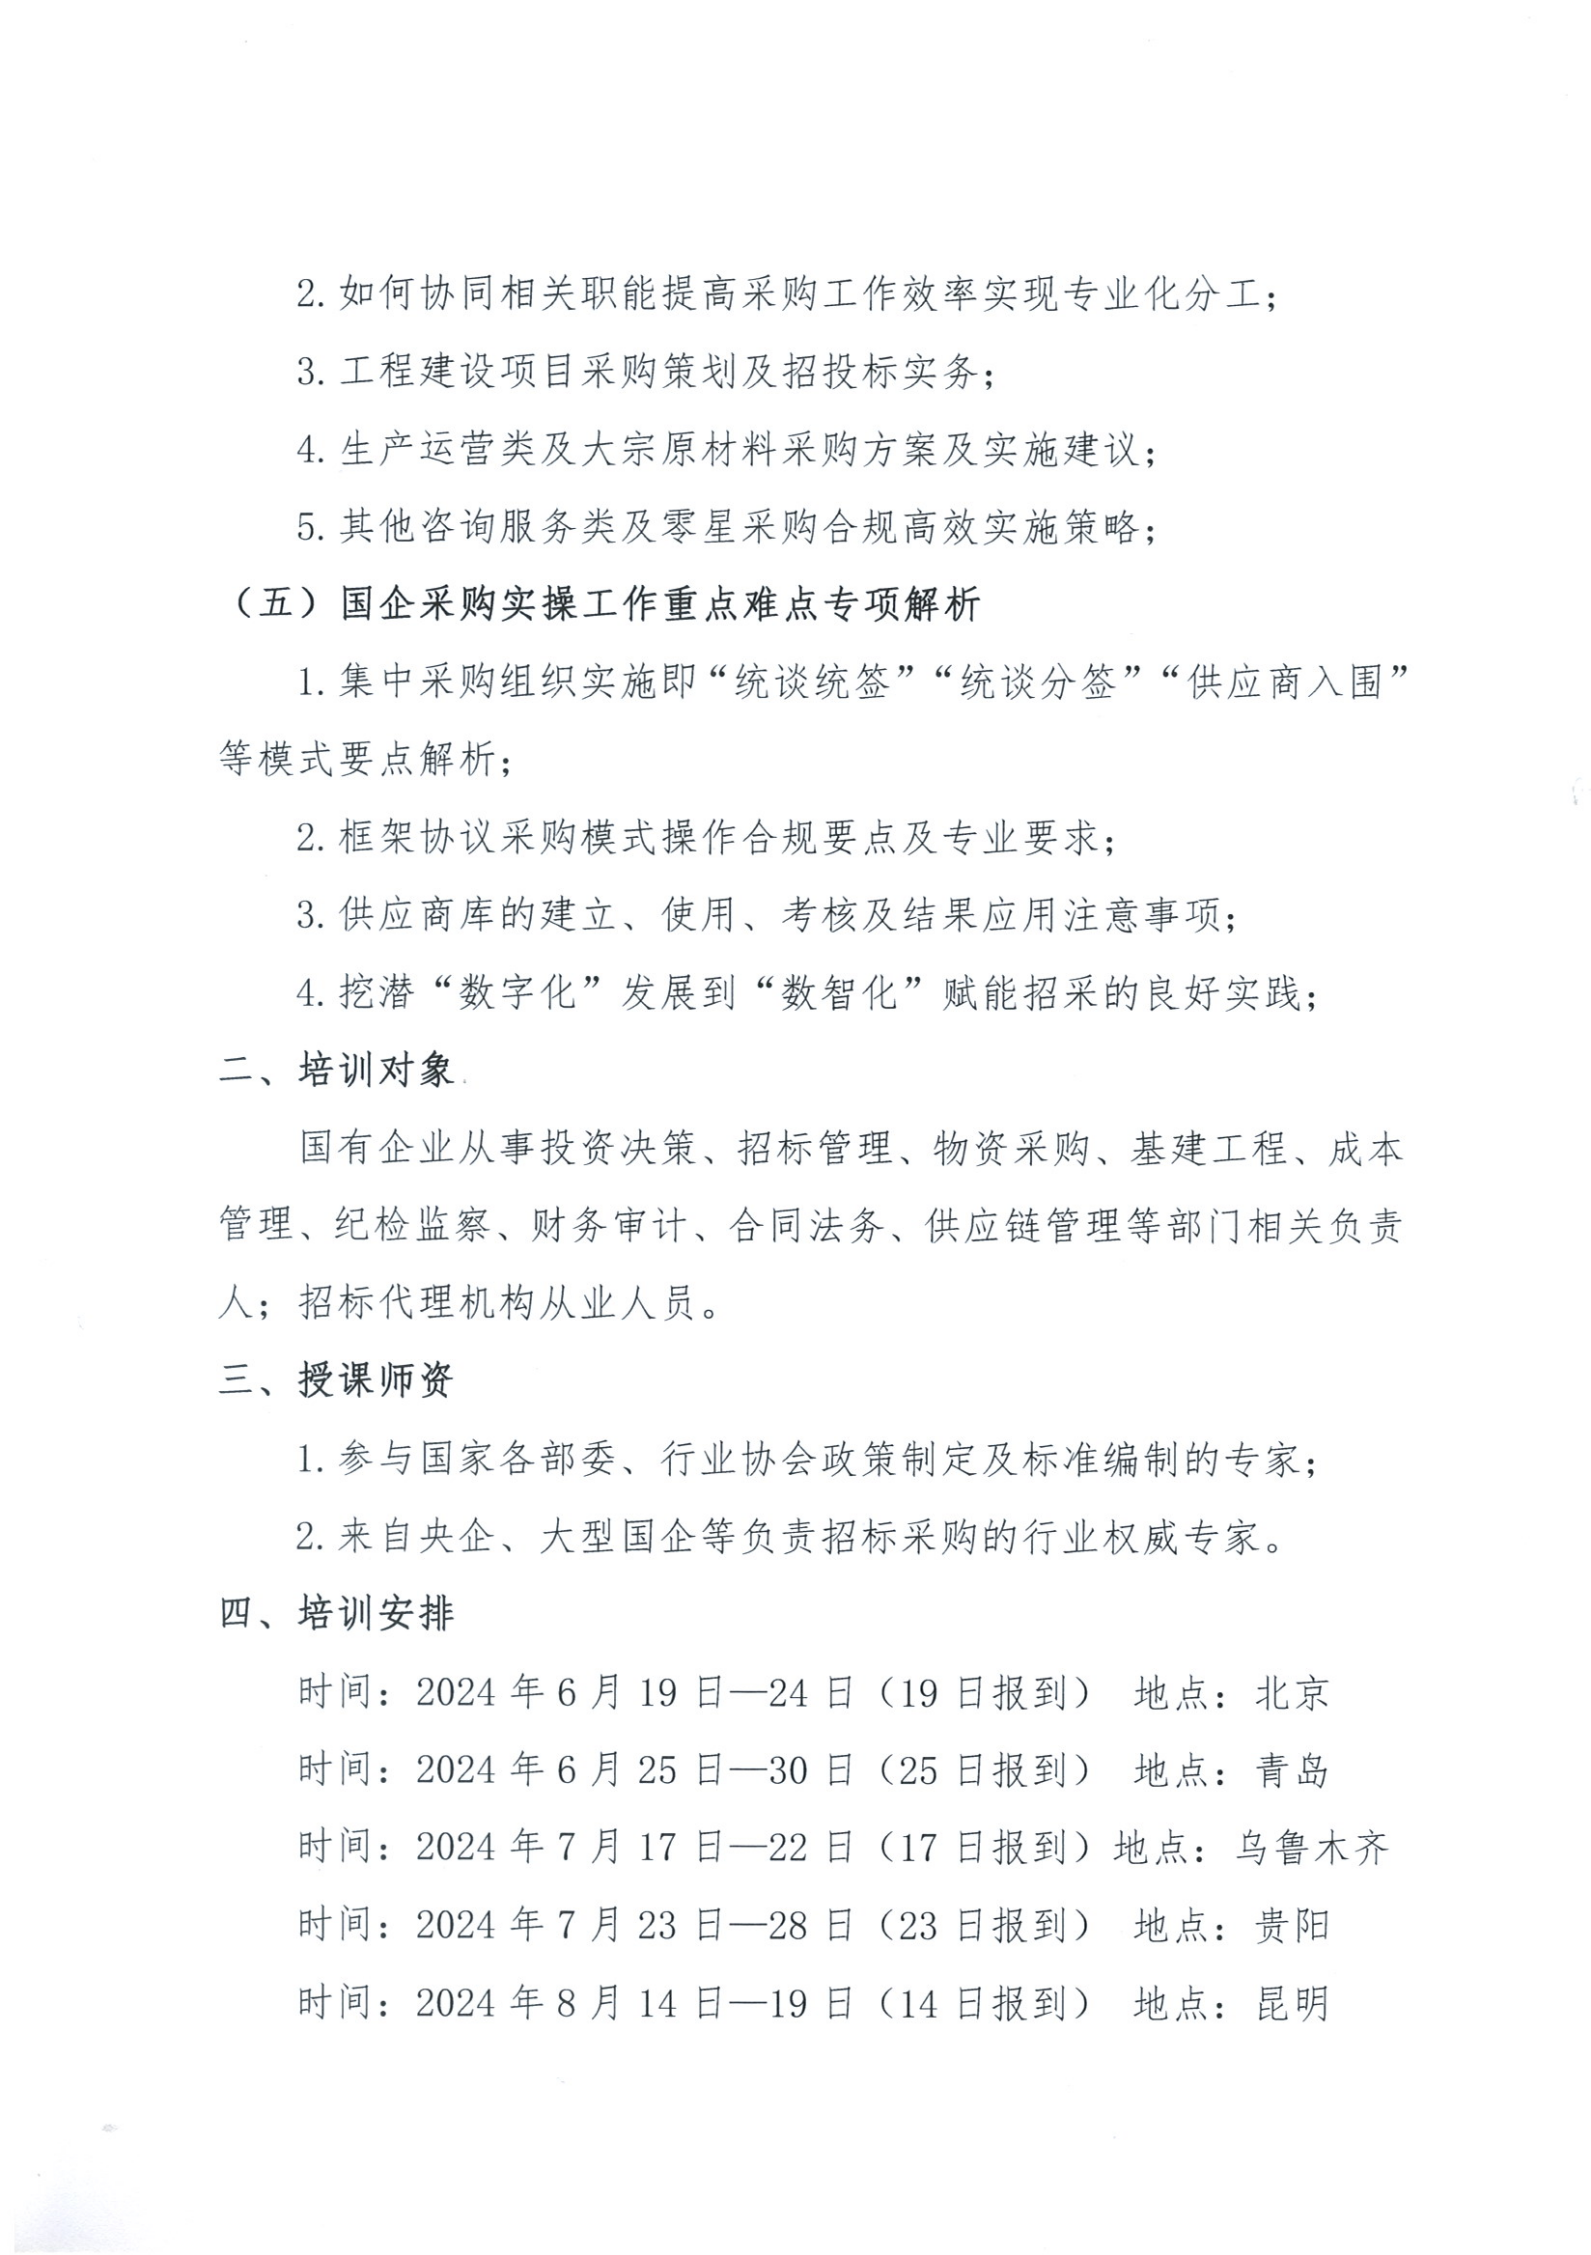 2.如何协同相关职能提高采购工作效率实现专业化分工；
3.工程建设项目采购策划及招投标实务；
4.生产运营类及大宗原材料采购方案及实施建议；
5.其他咨询服务类及零星采购合规高效实施策略；
（五）国企采购实操工作重点难点专项解析
1.集中采购组织实施即“统谈统签”“统谈分签”“供应商入围”
等模式要点解析；
2.框架协议采购模式操作合规要点及专业要求；
3.供应商库的建立、使用、考核及结果应用注意事项；
4.挖潜“数字化”发展到“数智化”赋能招采的良好实践；
二、培训对象
国有企业从事投资决策、招标管理、物资采购、基建工程、成本
管理、纪检监察、财务审计、合同法务、供应链管理等部门相关负责
人；招标代理机构从业人员。
三、授课师资
1.参与国家各部委、行业协会政策制定及标准编制的专家；
2.来自央企、大型国企等负责招标采购的行业权威专家。
四、培训安排
时间：2024 年 6 月 19 日—24 日（19 日报到） 地点：北京
时间：2024 年 6 月 25 日—30 日（25 日报到） 地点：青岛
时间：2024 年 7 月 17 日—22 日（17 日报到）地点：乌鲁木齐
时间：2024 年 7 月 23 日—28 日（23 日报到） 地点：贵阳
时间：2024 年 8 月 14 日—19 日（14 日报到） 地点：昆明